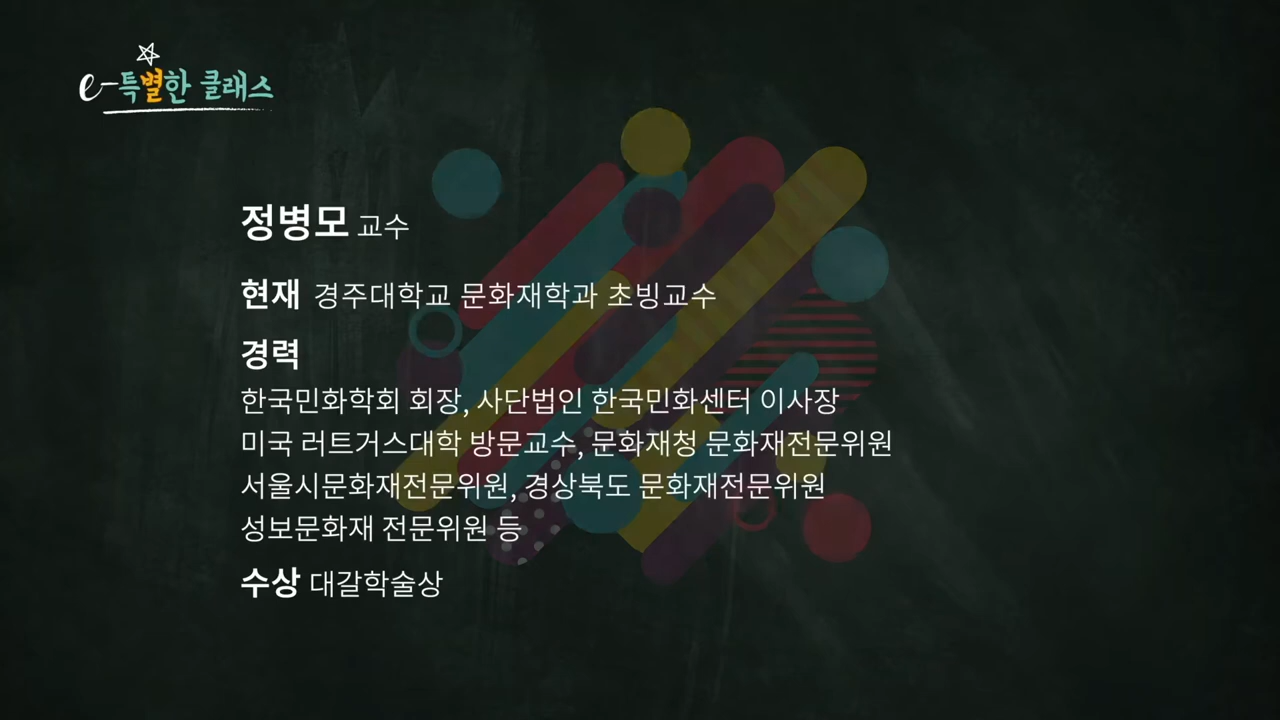 e-특별한 클래스
정병모 교수
현재 경주대학교 문화재학과 초빙교수
경력
한국민화학회 회장, 사단법인 한국민화센터 이사장
미국 러트거스대학 방문교수, 문화재청 문화재전문위원
서울시문화재전문위원, 경상북도 문화재전문위원
성보문화재 전문위원 등
수상 대갈학술상